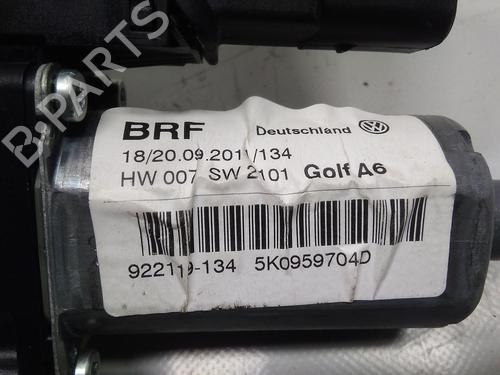 BRF Deutschland
18/20.09.2011/134
HW 007 SW 2101 Golf A6
922119-134 5K0959704D
B-PARTS